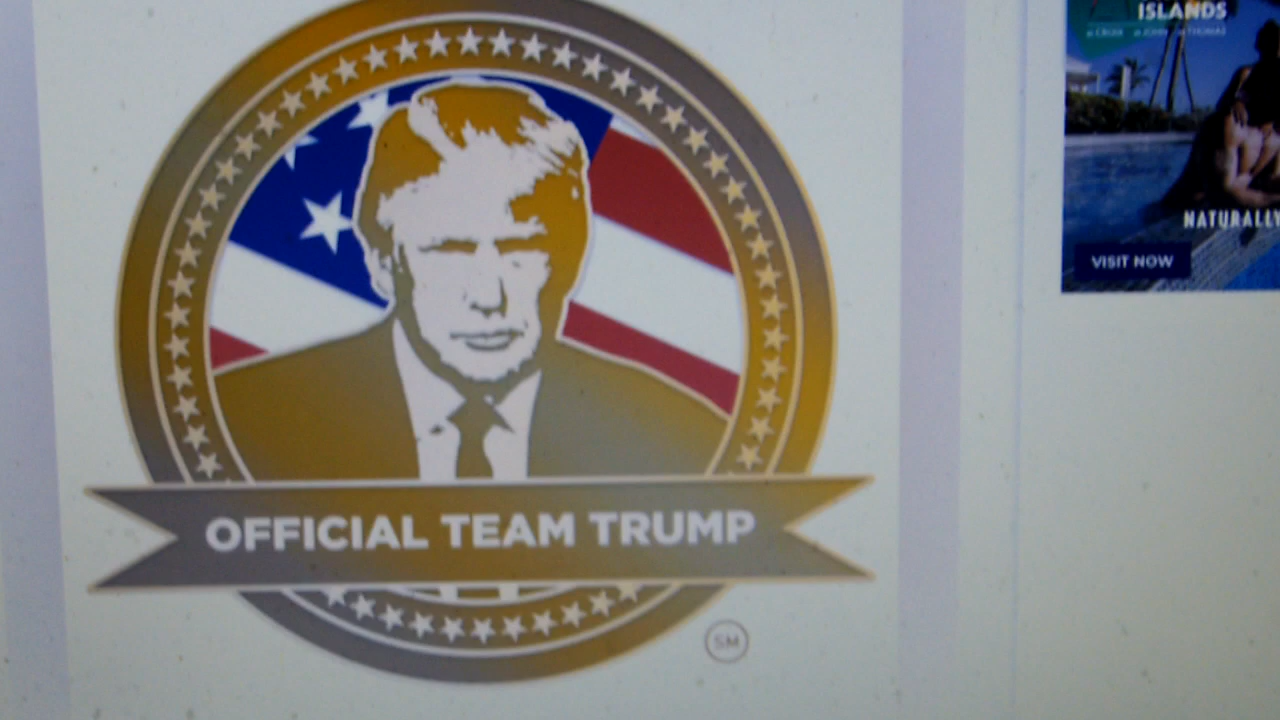 OFFICIAL TEAM TRUMP
SM
ISLANDS
NATURALLY
VISIT NOW